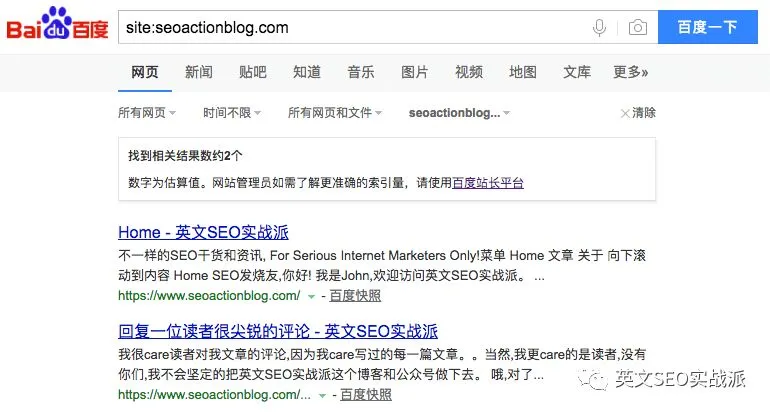 Bai du 百度 site:seoactionblog.com 百度一下
网页 新闻 贴吧 知道 音乐 图片 视频 地图 文库 更多»
所有网页 时间不限 所有网页和文件 seoactionblog... 清除
找到相关结果数约2个
数字为估算值。网站管理员如需了解更准确的索引量，请使用百度站长平台
Home - 英文SEO实战派
不一样的SEO干货和资讯, For Serious Internet Marketers Only!菜单 Home 文章 关于 向下滚
动到内容 Home SEO发烧友,你好! 我是John,欢迎访问英文SEO实战派。 ...
https://www.seoactionblog.com/ - 百度快照
回复一位读者很尖锐的评论 - 英文SEO实战派
我很care读者对我文章的评论,因为我care写过的每一篇文章。。当然,我更care的是读者,没有
你们,我不会坚定的把英文SEO实战派这个博客和公众号做下去。 哦,对了...
https://www.seoactionblog.com/... - 百度快照
英文SEO实战派